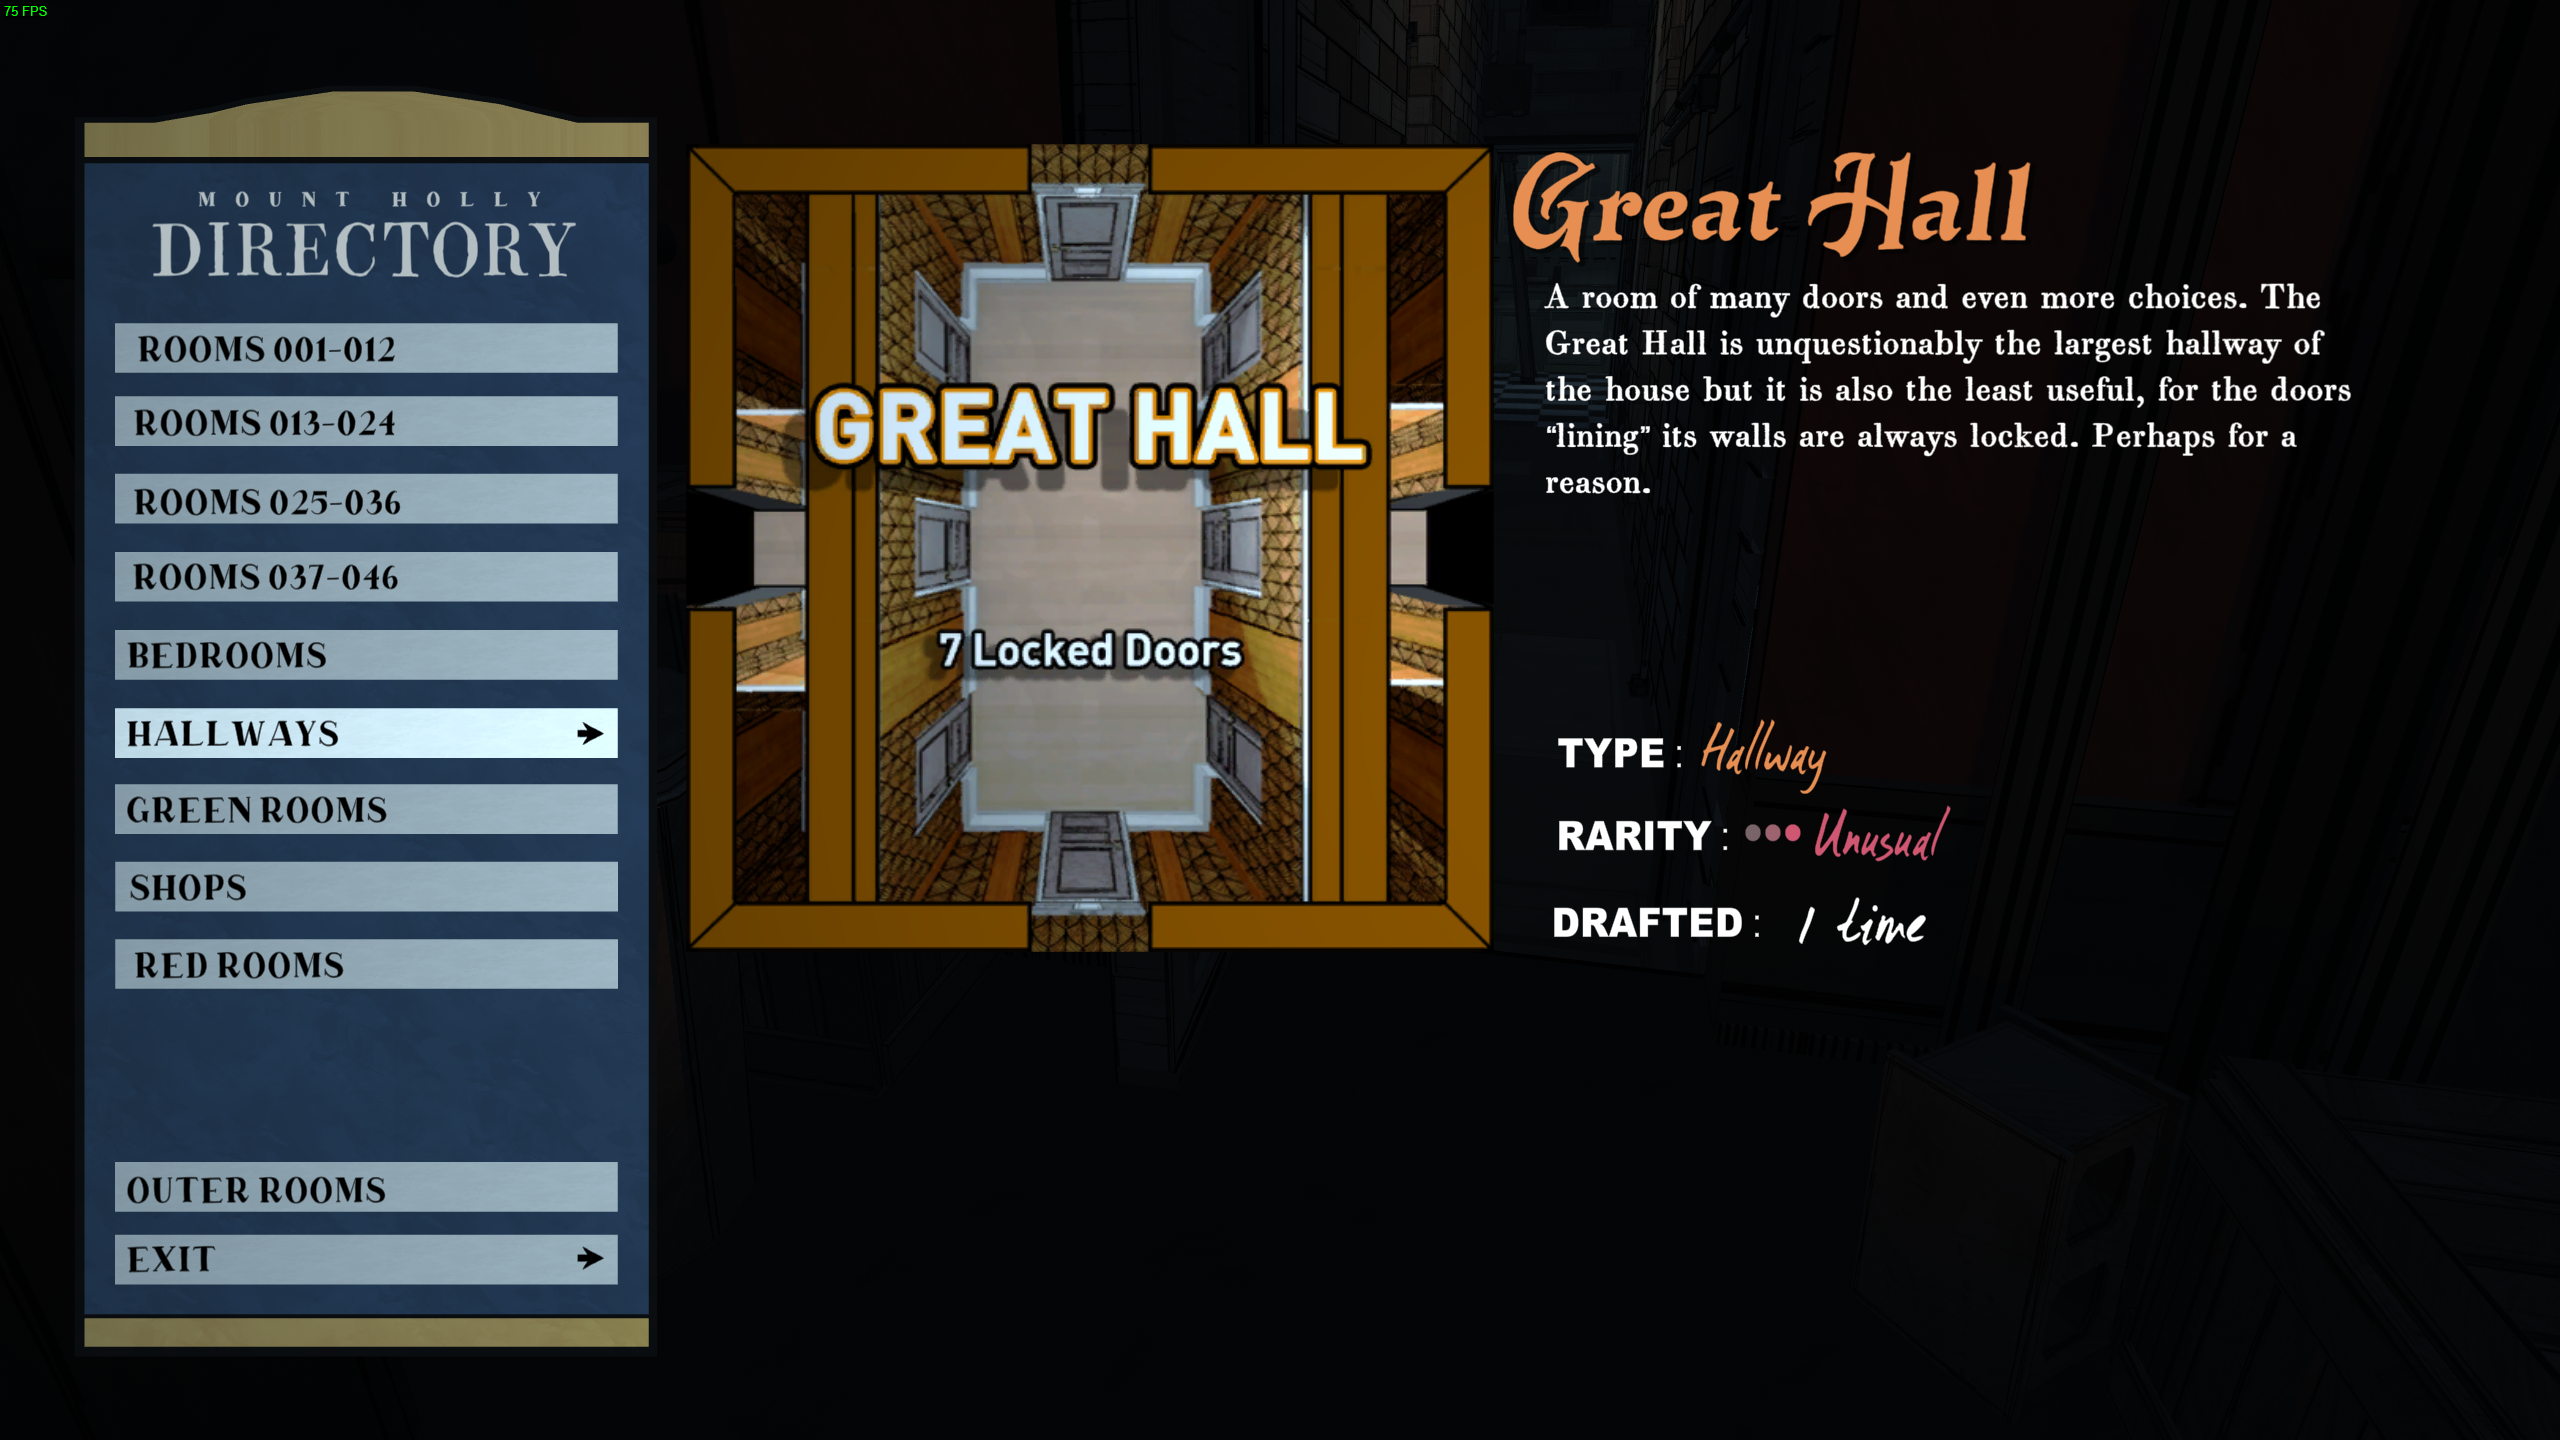 75 FPS
MOUNT HOLLY
DIRECTORY
ROOMS 001-012
ROOMS 013-024
ROOMS 025-036
ROOMS 037-046
BEDROOMS
HALLWAYS
GREEN ROOMS
SHOPS
RED ROOMS
OUTER ROOMS
EXIT
GREAT HALL
7 Locked Doors
Great Hall
A room of many doors and even more choices. The
Great Hall is unquestionably the largest hallway of
the house but it is also the least useful, for the doors
“lining” its walls are always locked. Perhaps for a
reason.
TYPE : Hallway
RARITY : Unusual
DRAFTED : 1 time